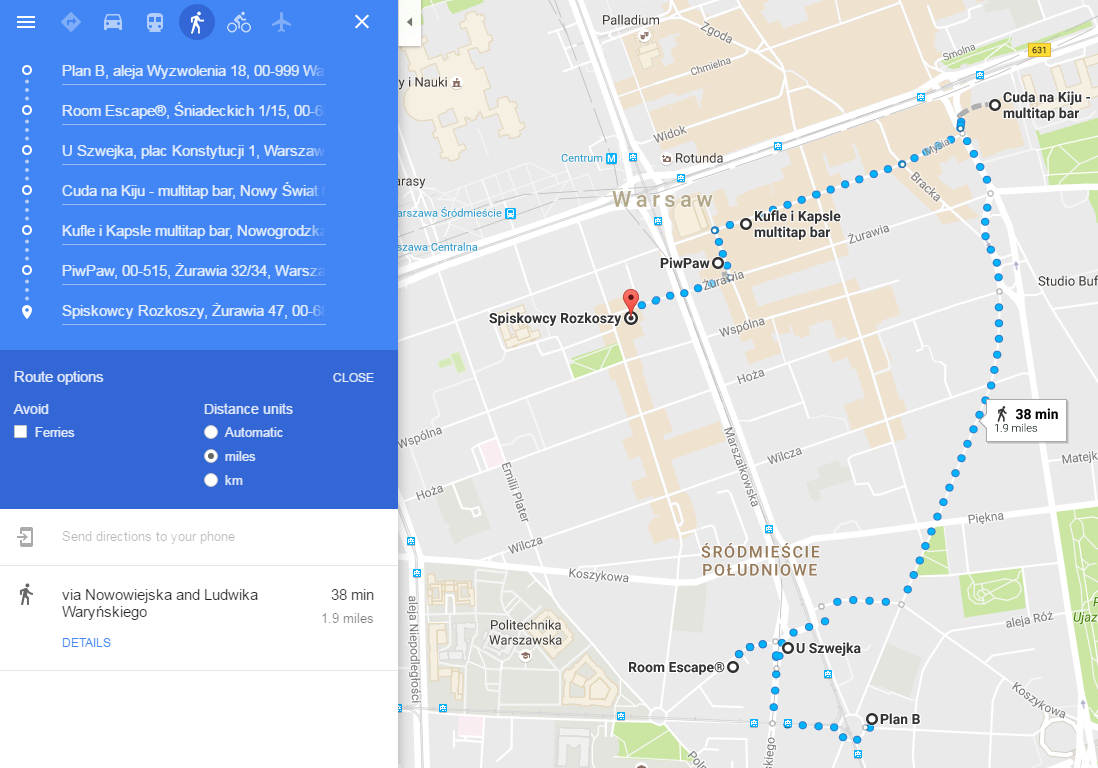 Plan B, aleja Wyzwolenia 18, 00-999 Wa
Room Escape®, Śniadeckich 1/15, 00-6
U Szwejka, plac Konstytucji 1, Warszaw
Cuda na Kiju - multitap bar, Nowy Świat
Kufle i Kapsle multitap bar, Nowogrodzka
PiwPaw, 00-515, Żurawia 32/34, Warsza
Spiskowcy Rozkoszy, Żurawia 47, 00-68
Route options
CLOSE
Avoid
Distance units
Ferries
Automatic
miles
km
Send directions to your phone
via Nowowiejska and Ludwika
Waryńskiego
38 min
1.9 miles
DETAILS
Palladium
Zgoda
631
Smolna
Chmielna
y i Nauki
Cuda na Kiju -
multitap bar
Widok
Centrum M
Rotunda
Mysia
Bracka
arasy
Warsaw
arszawa Śródmieście
Kufle i Kapsle
multitap bar
Żurawia
szawa Centralna
PiwPaw
Żurawia
Studio Buf
Spiskowcy Rozkoszy
Wspólna
Hoża
38 min
1.9 miles
Wspólna
Marszałkowska
Wilcza
Matejk
Emilii Plater
Hoża
Piękna
Wilcza
ŚRÓDMIEŚCIE
POŁUDNIOWE
Koszykowa
aleja Niepodległości
Politechnika
Warszawska
aleja Róż
Ujaz
U Szwejka
Room Escape®
Koszykowa
Plan B
skiego
Polr